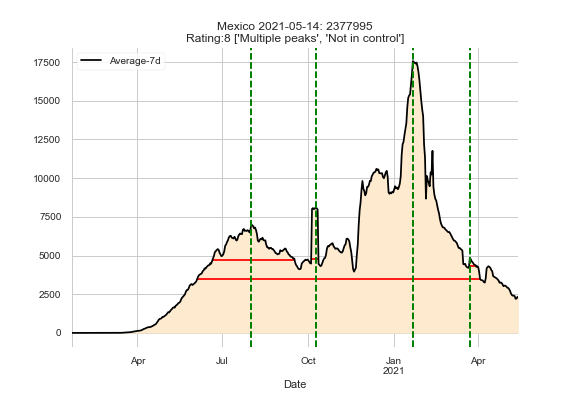 Mexico 2021-05-14: 2377995
Rating:8 ['Multiple peaks', 'Not in control']
Average-7d
17500
15000
12500
10000
7500
5000
2500
0
Apr Jul Oct Jan Apr
2021
Date